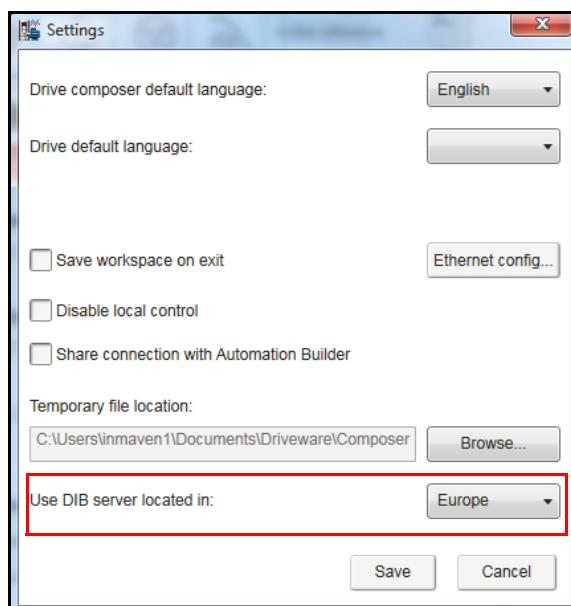 Settings
Drive composer default language: English
Drive default language:
Save workspace on exit Ethernet config...
Disable local control
Share connection with Automation Builder
Temporary file location:
C:\Users\inmaven1\Documents\Driveware\Composer Browse...
Use DIB server located in: Europe
Save Cancel